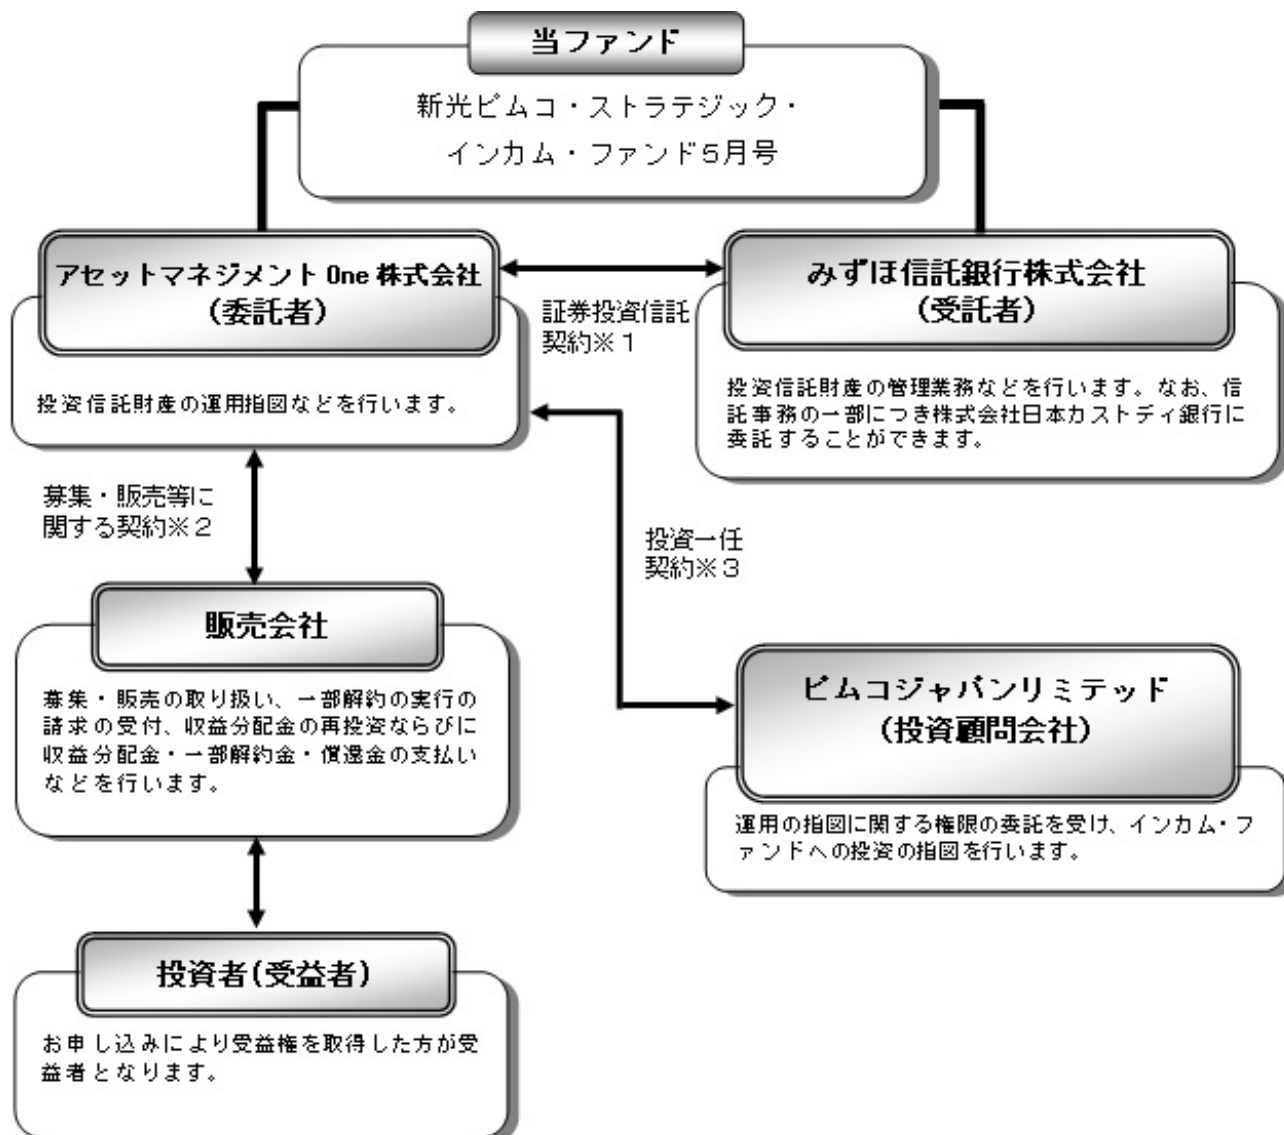 当ファンド
新光ピムコ・ストラテジック・
インカム・ファンド5月号
アセットマネジメント One 株式会社
(委託者)
投資信託財産の運用指図などを行います。
証券投資信託
契約※1
みずほ信託銀行株式会社
(受託者)
投資信託財産の管理業務などを行います。なお、信
託事務の一部につき株式会社日本カストディ銀行に
委託することができます。
募集・販売等に
関する契約※2
投資一任
契約※3
販売会社
募集・販売の取り扱い、一部解約の実行の
請求の受付、収益分配金の再投資ならびに
収益分配金・一部解約金・償還金の支払い
などを行います。
ピムコジャパンリミテッド
(投資顧問会社)
運用の指図に関する権限の委託を受け、インカム・フ
ァンドへの投資の指図を行います。
投資者(受益者)
お申し込みにより受益権を取得した方が受
益者となります。